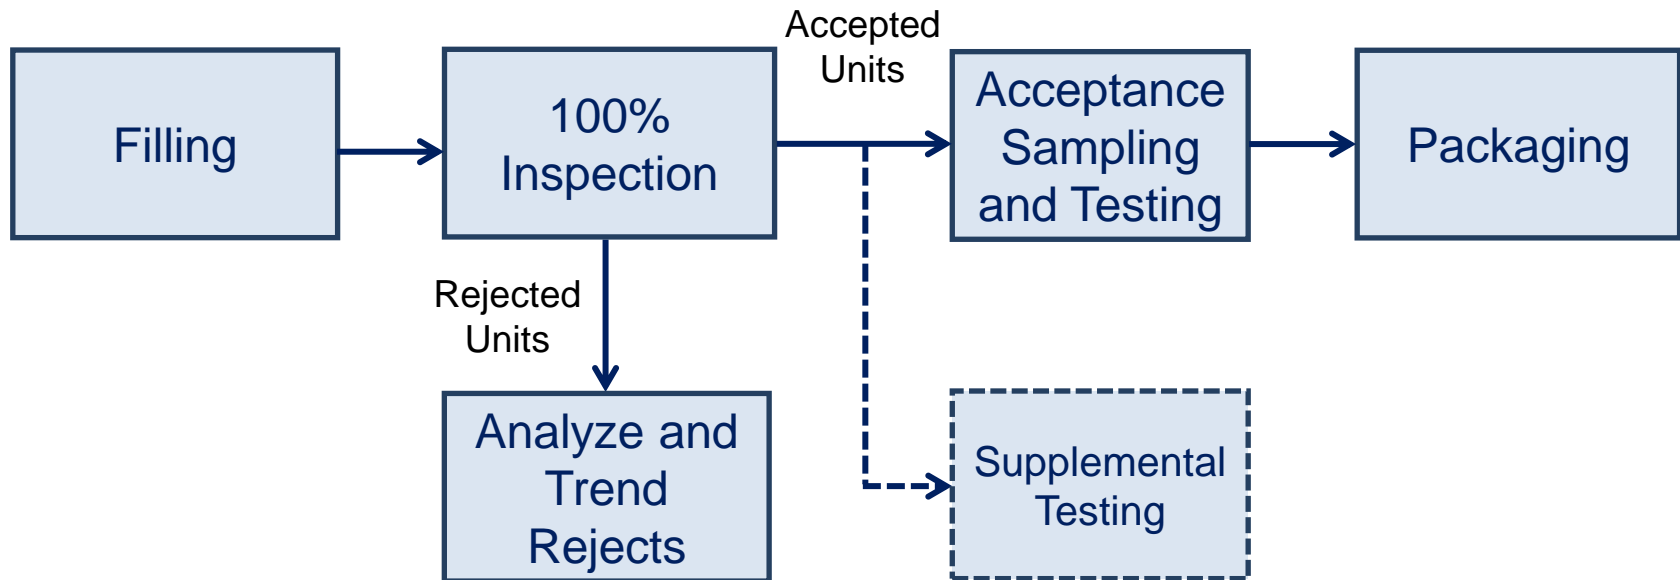 Filling
100%
Inspection
Accepted
Units
Acceptance
Sampling
and Testing
Packaging
Rejected
Units
Analyze and
Trend
Rejects
Supplemental
Testing